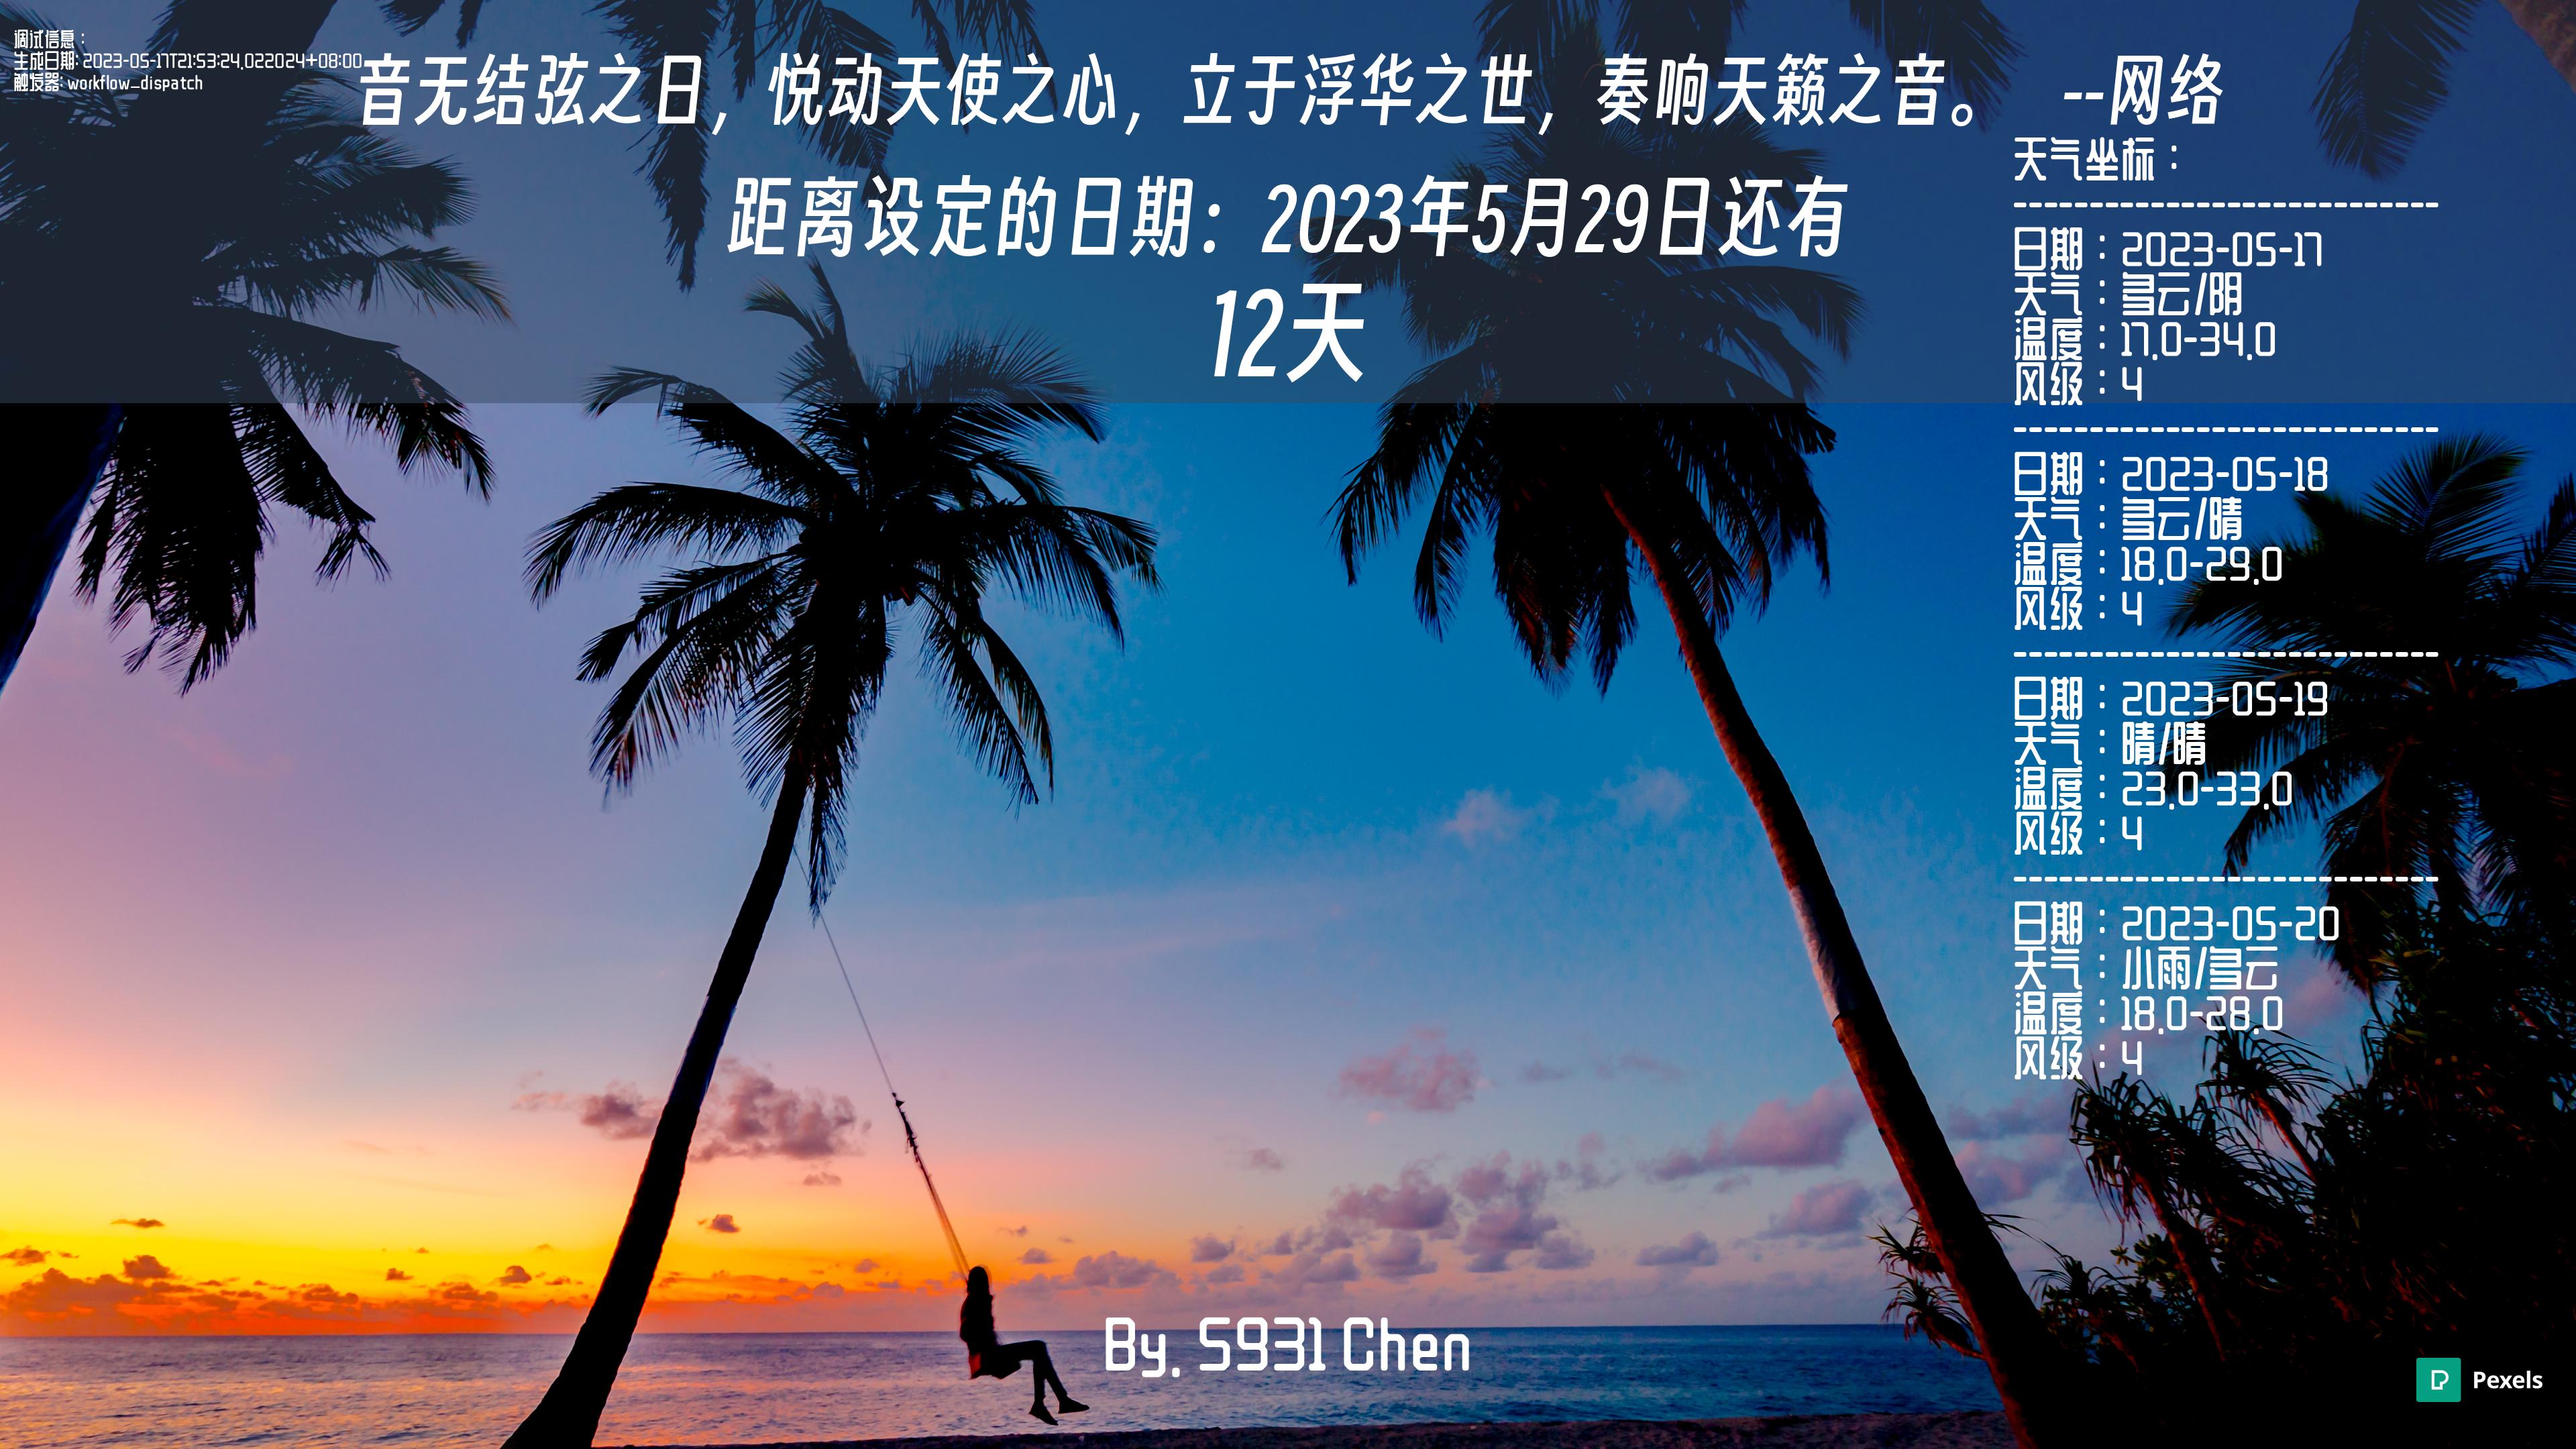 调试信息：
生成日期: 2023-05-17T21:53:24.022024+08:00
触发器: workflow_dispatch
音无结弦之日，悦动天使之心，立于浮华之世，奏响天籁之音。 --网络
距离设定的日期：2023年5月29日还有
12天
天气坐标：
----------------------------
日期：2023-05-17
天气：多云/阴
温度：17.0-34.0
风级：4
----------------------------
日期：2023-05-18
天气：多云/晴
温度：18.0-29.0
风级：4
----------------------------
日期：2023-05-19
天气：晴/晴
温度：23.0-33.0
风级：4
----------------------------
日期：2023-05-20
天气：小雨/多云
温度：18.0-28.0
风级：4
By. S931 Chen
Pexels